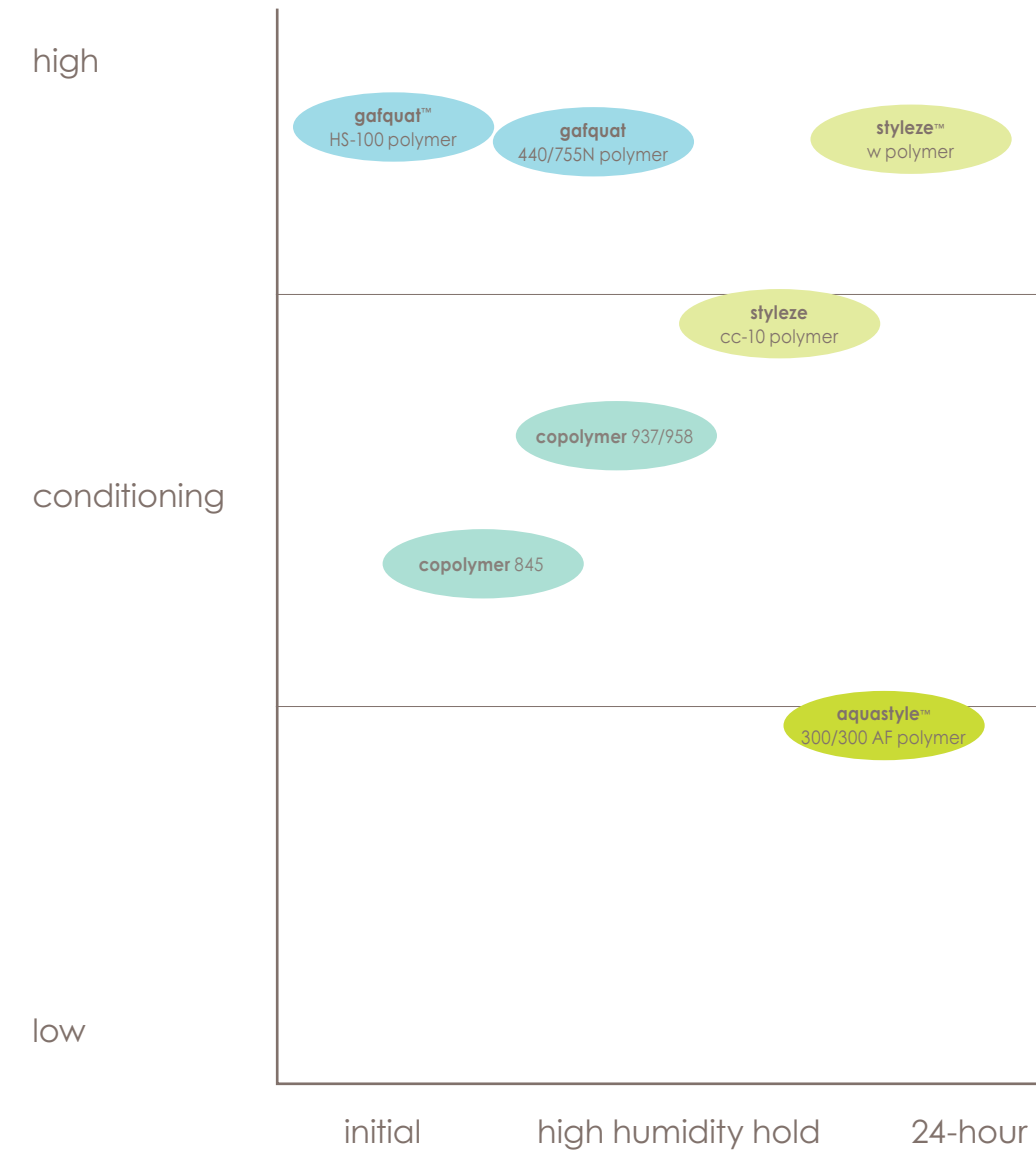 high
gafquat™
HS-100 polymer
gafquat
440/755N polymer
styleze™
w polymer
styleze
cc-10 polymer
copolymer 937/958
conditioning
copolymer 845
aquastyle™
300/300 AF polymer
low
initial
high humidity hold
24-hour